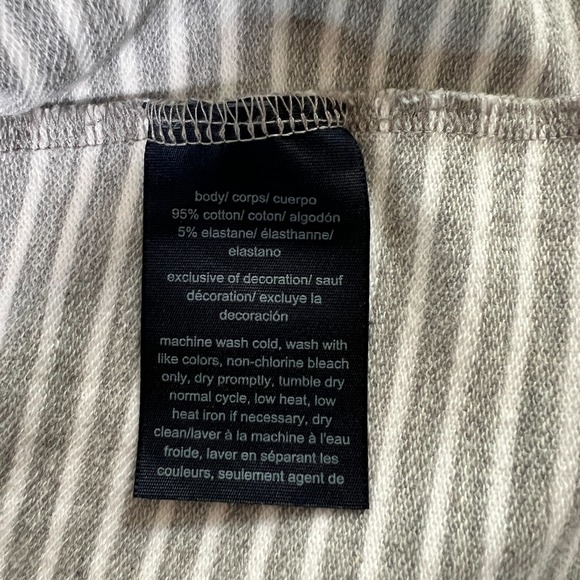 body/ corps/ cuerpo
95% cotton/ coton/ algodón
5% elastane/ élasthanne/
elastano
exclusive of decoration/ sauf
décoration/ excluye la
decoración
machine wash cold, wash with
like colors, non-chlorine bleach
only, dry promptly, tumble dry
normal cycle, low heat, low
heat iron if necessary, dry
clean/laver à la machine à l'eau
froide, laver en séparant les
couleurs, seulement agent de